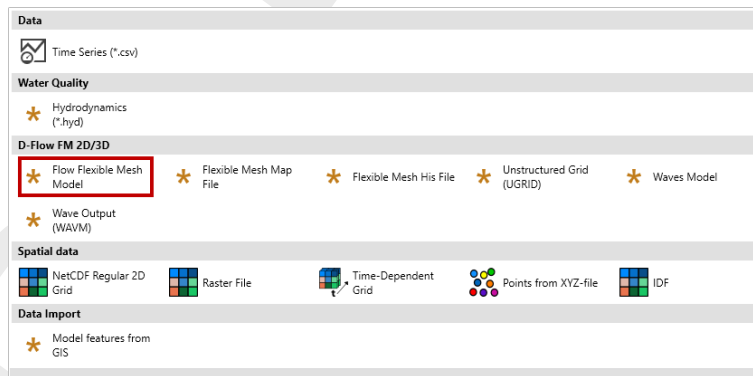 Data
Time Series (*.csv)
Water Quality
Hydrodynamics
(*.hyd)
D-Flow FM 2D/3D
Flow Flexible Mesh
Model
Flexible Mesh Map
File
Flexible Mesh His File
Unstructured Grid
(UGRID)
Waves Model
Wave Output
(WAVM)
Spatial data
NetCDF Regular 2D
Grid
Raster File
t
Time-Dependent
Grid
Points from XYZ-file
IDF
Data Import
Model features from
GIS